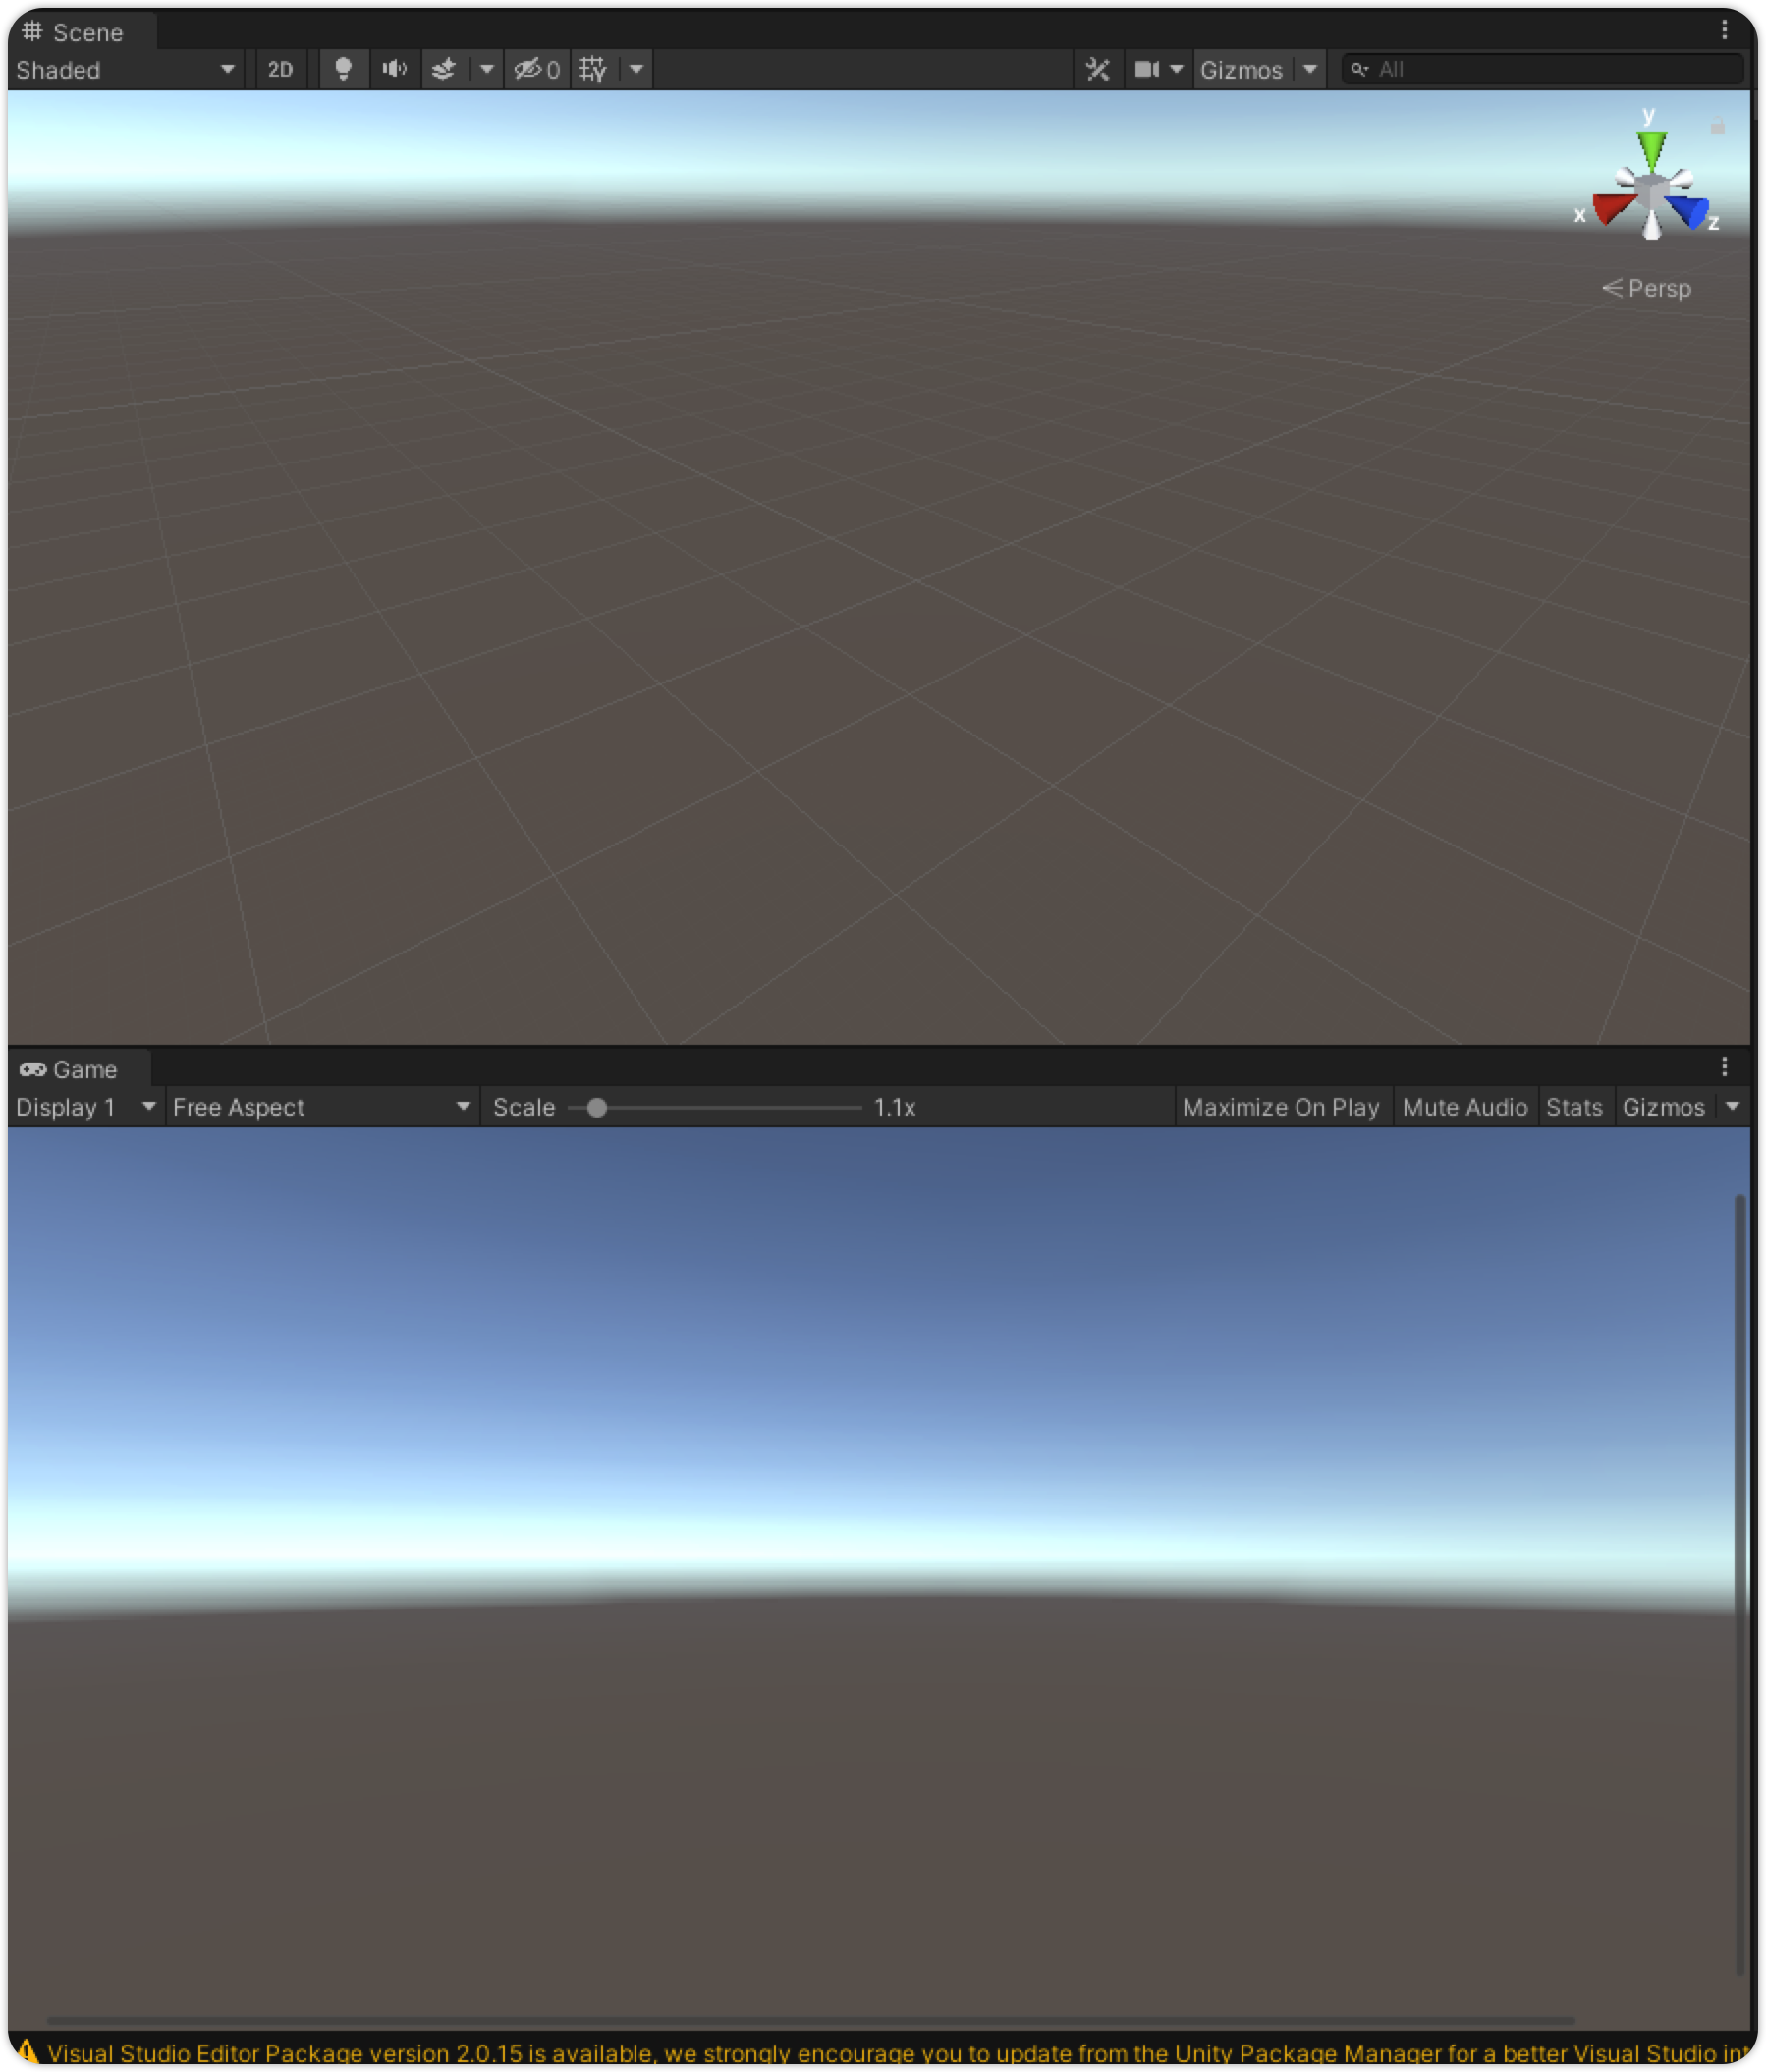 Scene
Shaded 2D 0 Gizmos All
y
x z
Persp
Game
Display 1 Free Aspect Scale 1.1x Maximize On Play Mute Audio Stats Gizmos
Visual Studio Editor Package version 2.0.15 is available, we strongly encourage you to update from the Unity Package Manager for a better Visual Studio int